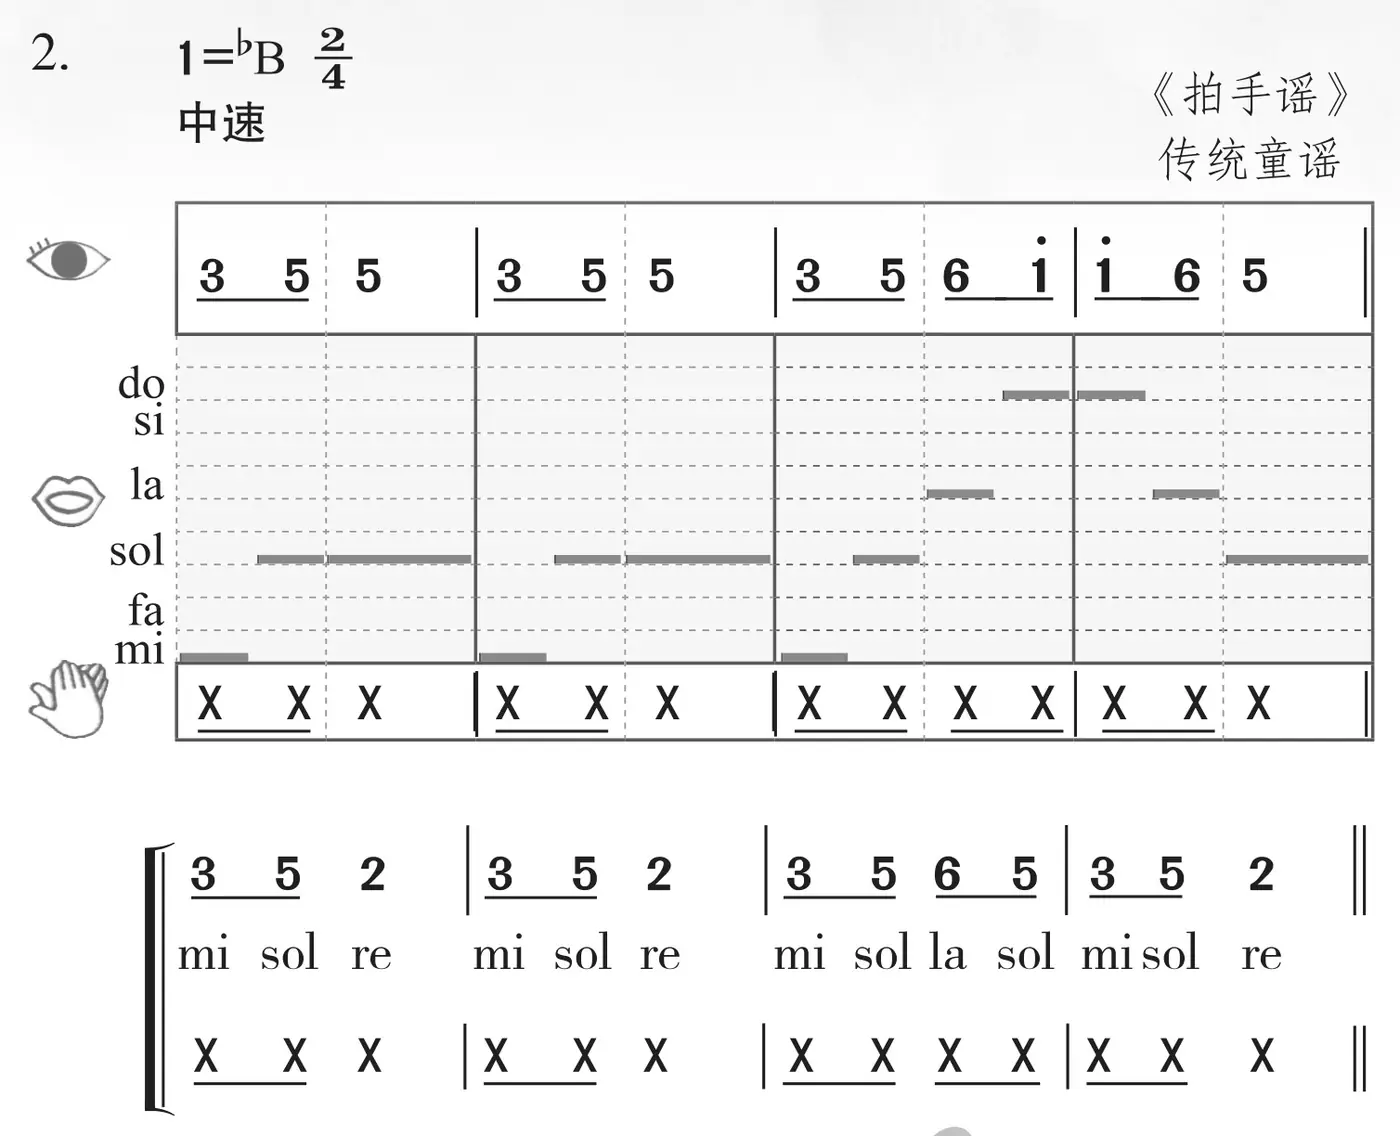 2. 1=♭B 2/4
中速
《拍手谣》
传统童谣
3 5 5 | 3 5 5 | 3 5 6 i̇ | i̇ 6 5 |
do
si
la
sol
fa
mi
X X X | X X X | X X X X | X X X |
3 5 2 | 3 5 2 | 3 5 6 5 | 3 5 2 ‖
mi sol re mi sol re mi sol la sol mi sol re
X X X | X X X | X X X X | X X X ‖